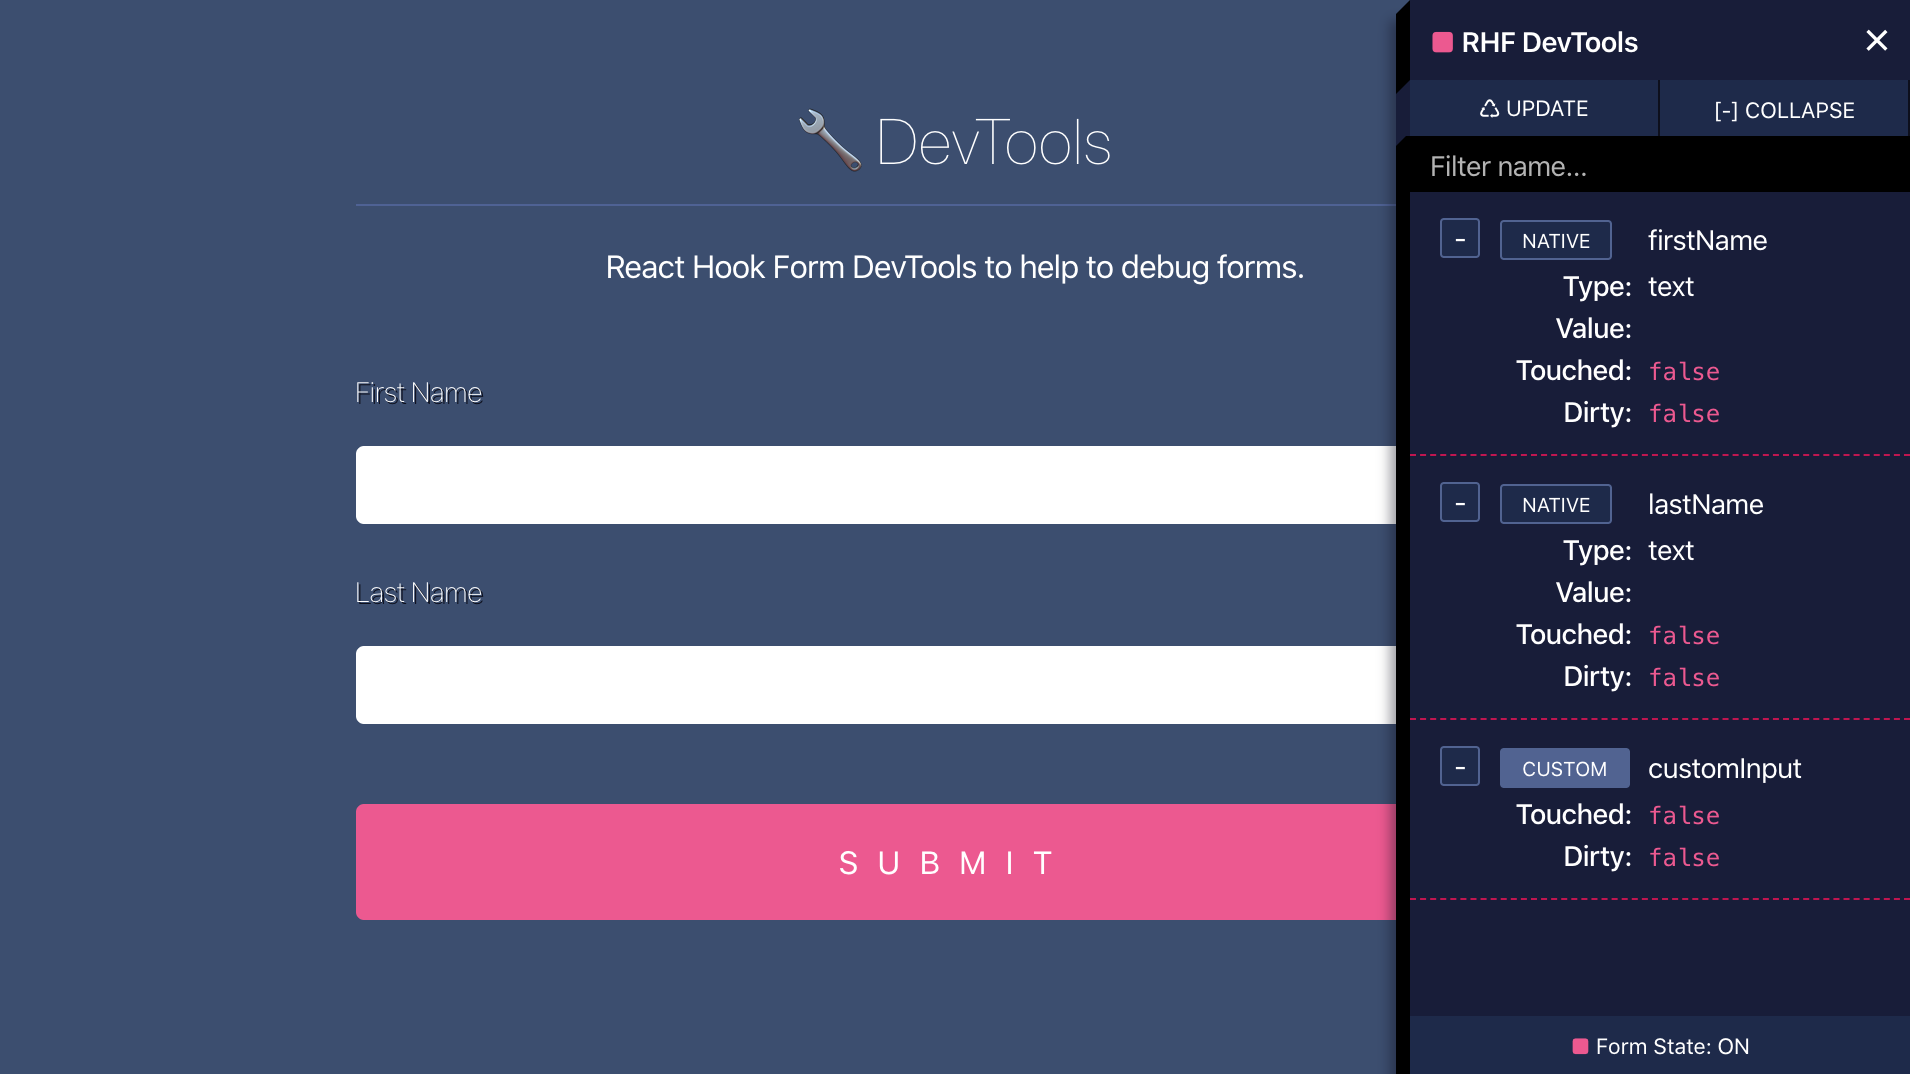 DevTools
React Hook Form DevTools to help to debug forms.
First Name
Last Name
SUBMIT
RHF DevTools
UPDATE
[-] COLLAPSE
Filter name...
- NATIVE firstName
Type: text
Value:
Touched: false
Dirty: false
- NATIVE lastName
Type: text
Value:
Touched: false
Dirty: false
- CUSTOM customInput
Touched: false
Dirty: false
Form State: ON